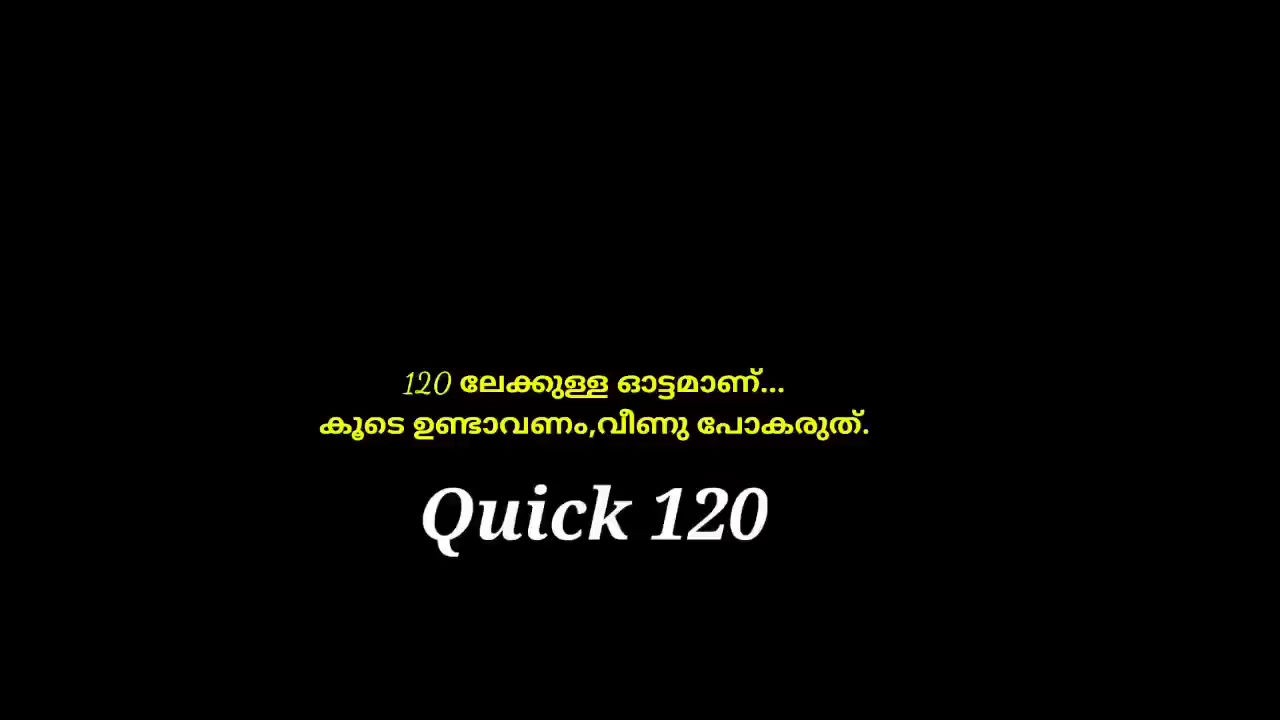 120 ലേക്കുള്ള ഓട്ടമാണ്...
കൂടെ ഉണ്ടാവണം,വീണു പോകരുത്.
Quick 120